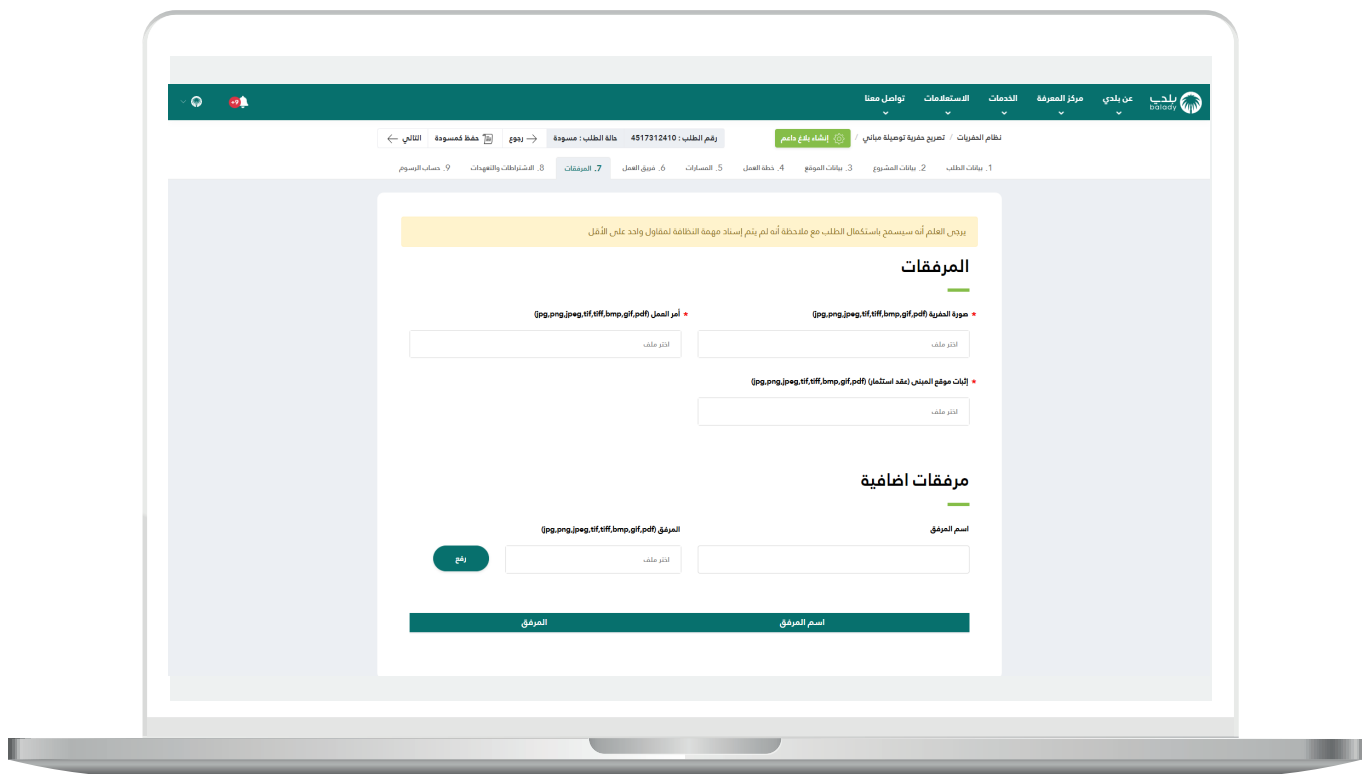 بلدي
balady
عن بلدي
مركز المعرفة
الخدمات
الاستعلامات
تواصل معنا
+9
نظام الحفريات / تصريح حفرية توصيلة مباني /
إنشاء بلاغ داعم
رقم الطلب : 4517312410 حالة الطلب : مسودة
رجوع
حفظ كمسودة
التالي
1. بيانات الطلب
2. بيانات المشروع
3. بيانات الموقع
4. خطة العمل
5. المسارات
6. فريق العمل
7. المرفقات
8. الاشتراطات والتعهدات
9. حساب الرسوم
يرجى العلم أنه سيسمح باستكمال الطلب مع ملاحظة أنه لم يتم إسناد مهمة النظافة لمقاول واحد على الأقل
المرفقات
* صورة الحفرية (jpg,png,jpeg,tif,tiff,bmp,gif,pdf)
اختر ملف
* أمر العمل (jpg,png,jpeg,tif,tiff,bmp,gif,pdf)
اختر ملف
* إثبات موقع المبنى (عقد استثمار) (jpg,png,jpeg,tif,tiff,bmp,gif,pdf)
اختر ملف
مرفقات اضافية
اسم المرفق
المرفق (jpg,png,jpeg,tif,tiff,bmp,gif,pdf)
اختر ملف
رفع
اسم المرفق
المرفق